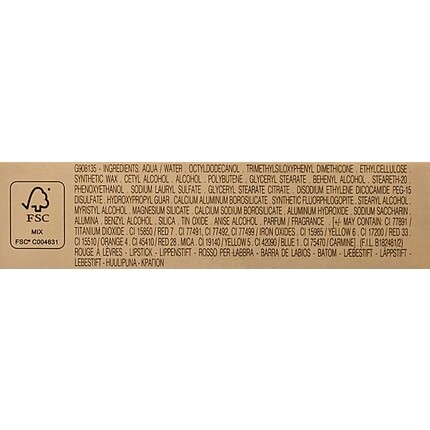 G908135 - INGREDIENTS: AQUA / WATER . OCTYLDODECANOL . TRIMETHYLSILOXYPHENYL DIMETHICONE . ETHYLCELLULOSE .
SYNTHETIC WAX . CETYL ALCOHOL . ALCOHOL . POLYBUTENE . GLYCERYL STEARATE . BEHENYL ALCOHOL . STEARETH-20 .
PHENOXYETHANOL . SODIUM LAURYL SULFATE . GLYCERYL STEARATE CITRATE . DISODIUM ETHYLENE DICOCAMIDE PEG-15
DISULFATE . HYDROXYPROPYL GUAR . CALCIUM ALUMINUM BOROSILICATE . SYNTHETIC FLUORPHLOGOPITE . STEARYL ALCOHOL .
MYRISTYL ALCOHOL . MAGNESIUM SILICATE . CALCIUM SODIUM BOROSILICATE . ALUMINUM HYDROXIDE . SODIUM SACCHARIN .
ALUMINA . BENZYL ALCOHOL . SILICA . TIN OXIDE . ANISE ALCOHOL . PARFUM / FRAGRANCE . [+/- MAY CONTAIN: CI 77891 /
TITANIUM DIOXIDE . CI 15850 / RED 7 . CI 77491, CI 77492, CI 77499 / IRON OXIDES . CI 15985 / YELLOW 6 . CI 17200 / RED 33 .
CI 15510 / ORANGE 4 . CI 45410 / RED 28 . MICA . CI 19140 / YELLOW 5 . CI 42090 / BLUE 1 . CI 75470 / CARMINE] . (F.I.L. B182481/2)
ROUGE À LÈVRES - LIPSTICK - LIPPENSTIFT - ROSSO PER LABBRA - BARRA DE LABIOS - BATOM - LÆBESTIFT - LÄPPSTIFT -
LEBESTIFT - HUULIPUNA - ΚΡΑΓΙΟΝ
FSC
MIX
FSC® C004631